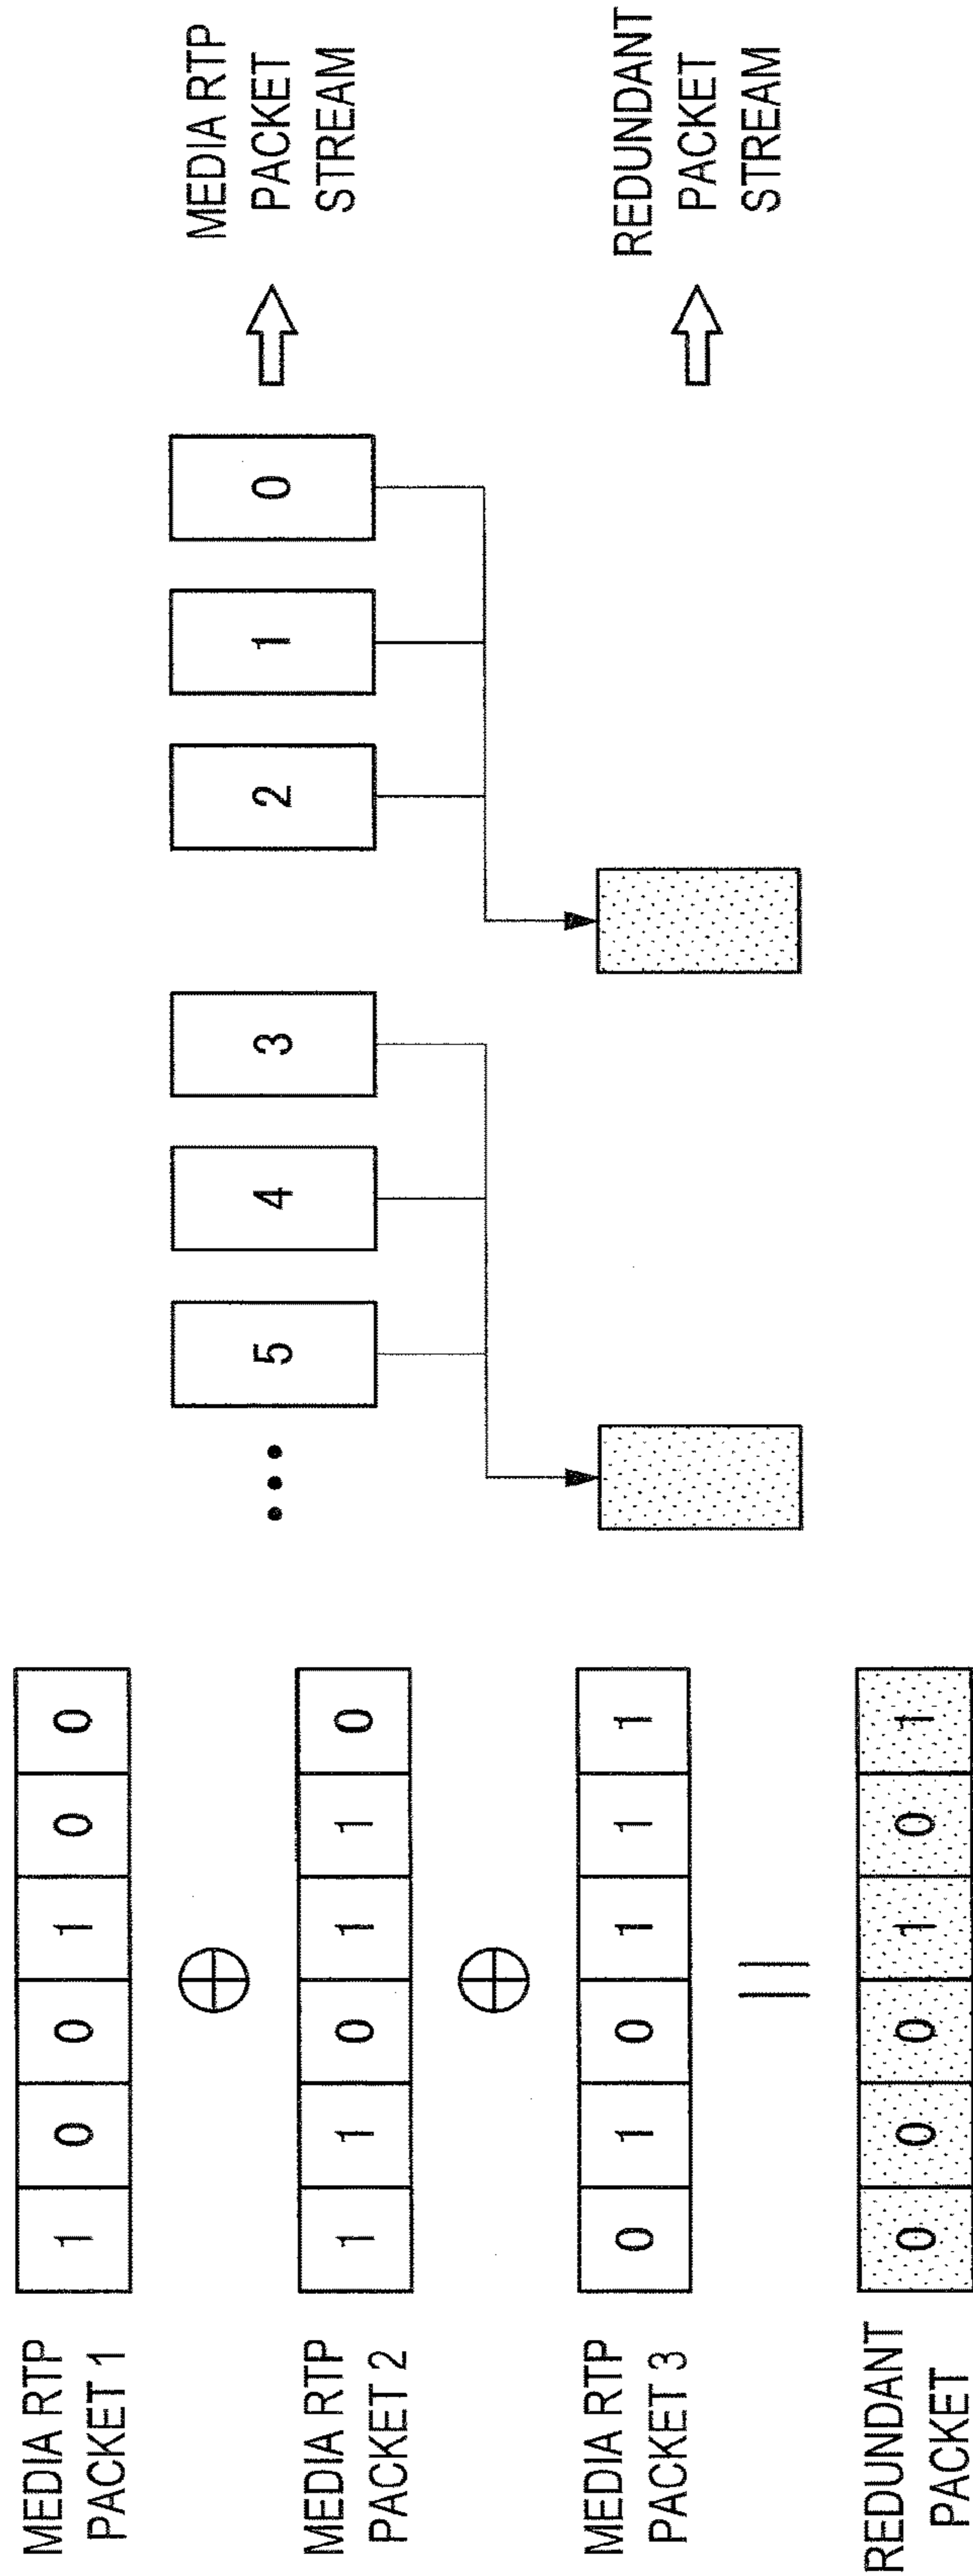 MEDIA RTP
PACKET 1
1 0 0 1 0 0
MEDIA RTP
PACKET 2
1 1 0 1 1 0
MEDIA RTP
PACKET 3
0 1 0 1 1 1
REDUNDANT
PACKET
0 0 0 1 0 1
••• 5 4 3 2 1 0
MEDIA RTP
PACKET
STREAM
REDUNDANT
PACKET
STREAM